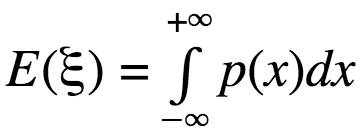 E(ξ) = ∫_{−∞}^{+∞} p(x)dx